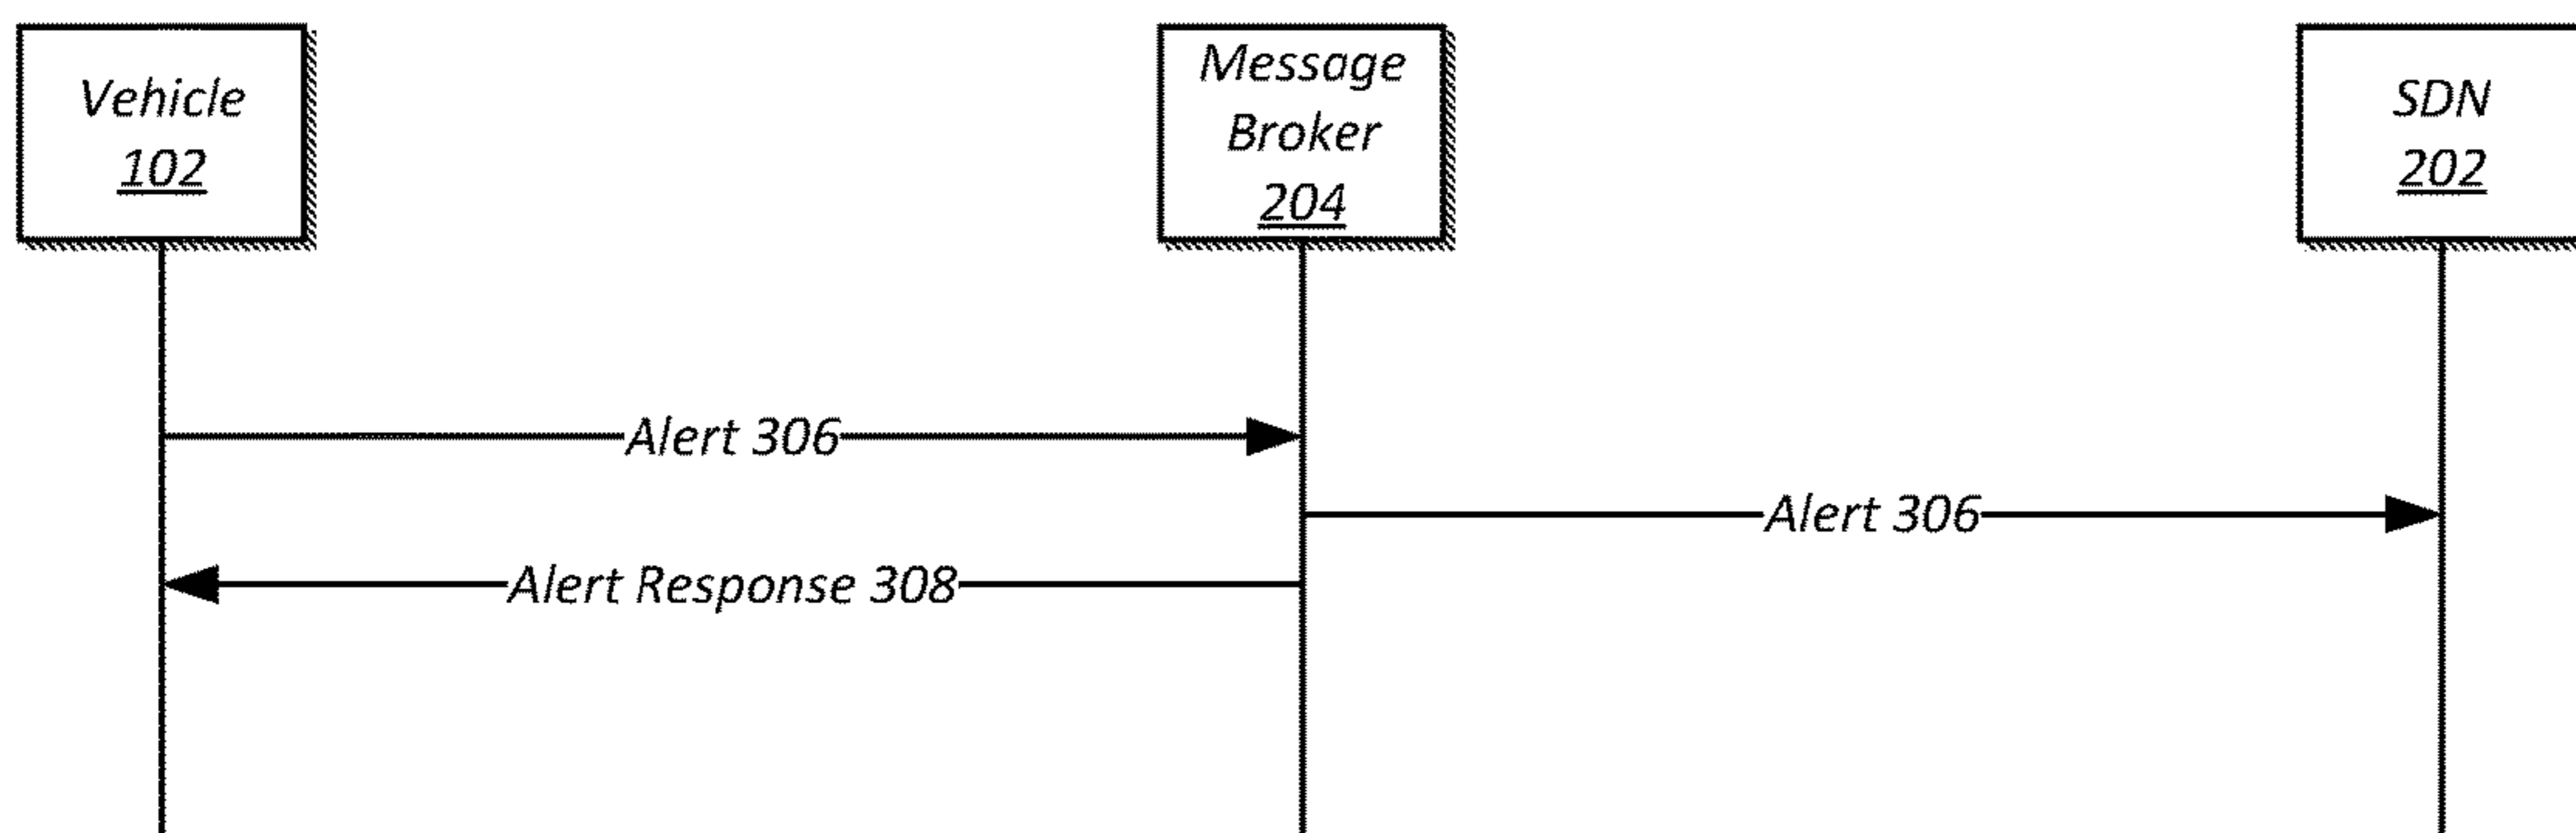 Vehicle
102
Message
Broker
204
SDN
202
Alert 306
Alert 306
Alert Response 308